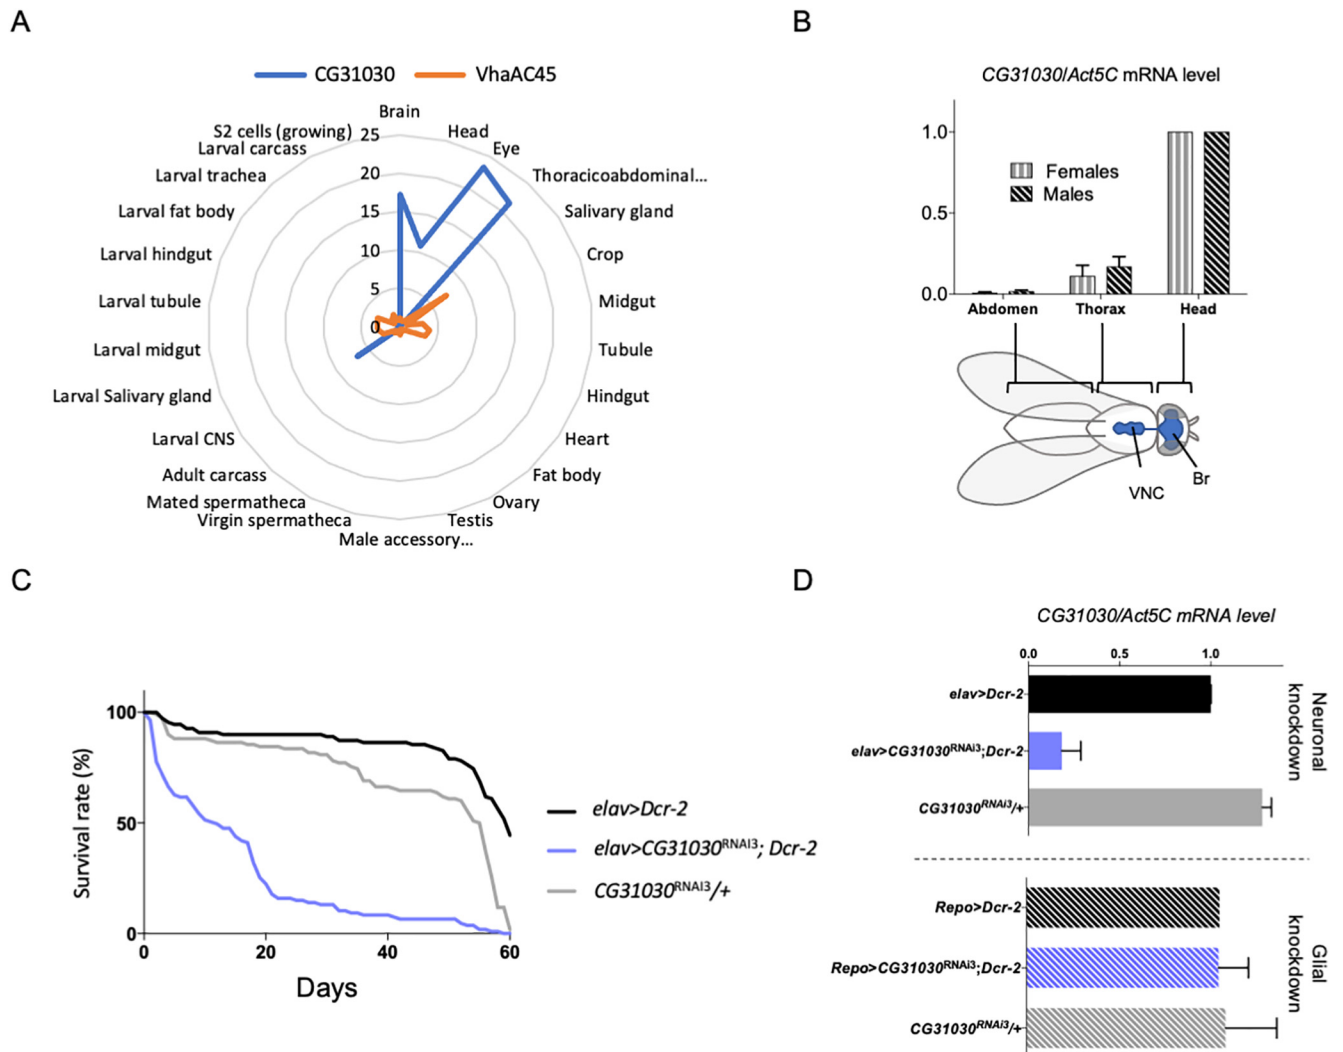 A
CG31030
VhaAC45
Brain
Head
Eye
Thoracicoabdominal...
Salivary gland
Crop
Midgut
Tubule
Hindgut
Heart
Fat body
Ovary
Testis
Male accessory...
Virgin spermatheca
Mated spermatheca
Adult carcass
Larval CNS
Larval Salivary gland
Larval midgut
Larval tubule
Larval hindgut
Larval fat body
Larval trachea
Larval carcass
S2 cells (growing)
25
20
15
10
5
0
B
CG31030/Act5C mRNA level
1.0
0.5
0.0
Females
Males
Abdomen
Thorax
Head
VNC
Br
C
Survival rate (%)
100
50
0
0
20
40
60
Days
elav>Dcr-2
elav>CG31030RNAi3; Dcr-2
CG31030RNAi3/+
D
CG31030/Act5C mRNA level
0.0
0.5
1.0
elav>Dcr-2
elav>CG31030RNAi3;Dcr-2
CG31030RNAi3/+
Neuronal
knockdown
Repo>Dcr-2
Repo>CG31030RNAi3;Dcr-2
CG31030RNAi3/+
Glial
knockdown